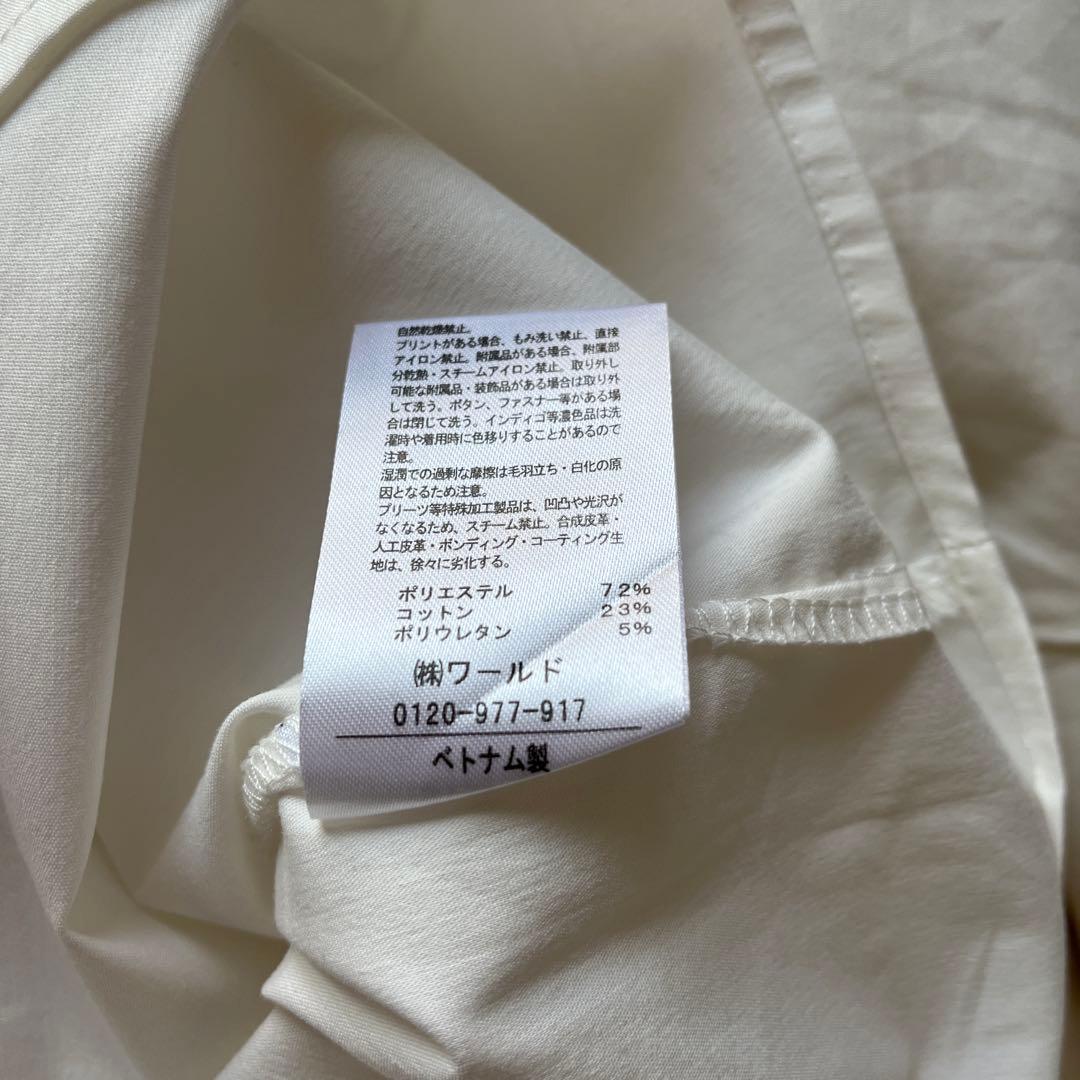 自然乾燥禁止。
プリントがある場合、もみ洗い禁止、直接
アイロン禁止。附属品がある場合、附属部
分乾熱・スチームアイロン禁止。取り外し
可能な附属品・装飾品がある場合は取り外
して洗う。ボタン、ファスナー等がある場
合は閉じて洗う。インディゴ等濃色品は洗
濯時や着用時に色移りすることがあるので
注意。
湿潤での過剰な摩擦は毛羽立ち・白化の原
因となるため注意。
プリーツ等特殊加工製品は、凹凸や光沢が
なくなるため、スチーム禁止。合成皮革・
人工皮革・ボンディング・コーティング生
地は、徐々に劣化する。
ポリエステル 72%
コットン 23%
ポリウレタン 5%
㈱ワールド
0120-977-917
ベトナム製